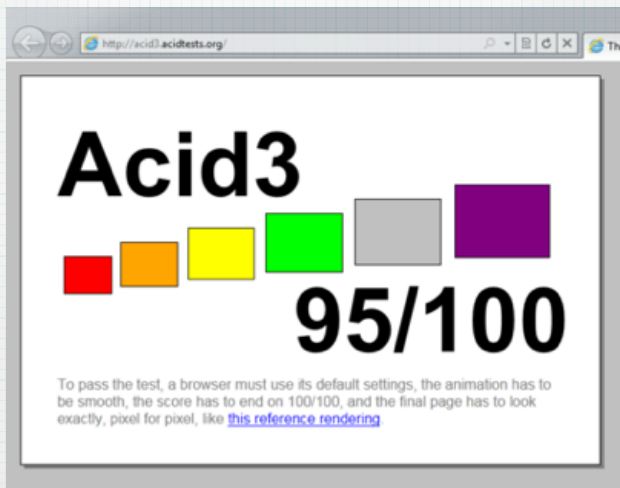 http://acid3.acidtests.org/
Th
Acid3
95/100
To pass the test, a browser must use its default settings, the animation has to
be smooth, the score has to end on 100/100, and the final page has to look
exactly, pixel for pixel, like this reference rendering.